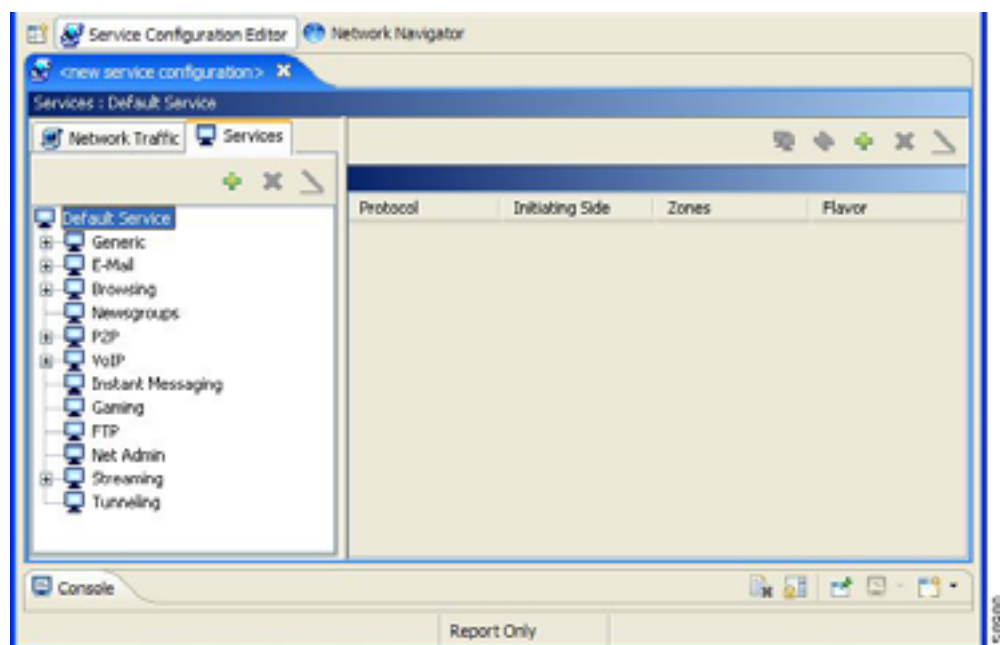 Service Configuration Editor Network Navigator
<new service configuration>
Services : Default Service
Network Traffic Services
Protocol Initiating Side Zones Flavor
Default Service
Generic
E-Mail
Browsing
Newsgroups
P2P
VoIP
Instant Messaging
Gaming
FTP
Net Admin
Streaming
Tunneling
Console
Report Only